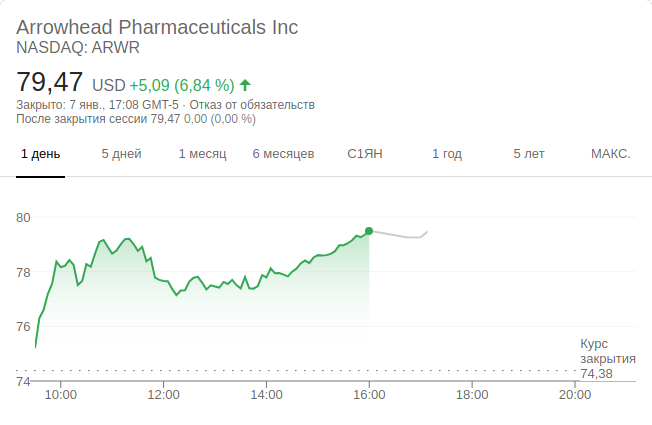 Arrowhead Pharmaceuticals Inc
NASDAQ: ARWR
79,47 USD +5,09 (6,84 %)
Закрыто: 7 янв., 17:08 GMT-5 · Отказ от обязательств
После закрытия сессии 79,47 0,00 (0,00 %)
1 день 5 дней 1 месяц 6 месяцев С1ЯН 1 год 5 лет МАКС.
80
78
76
Курс
закрытия
74,38
74
10:00 12:00 14:00 16:00 18:00 20:00